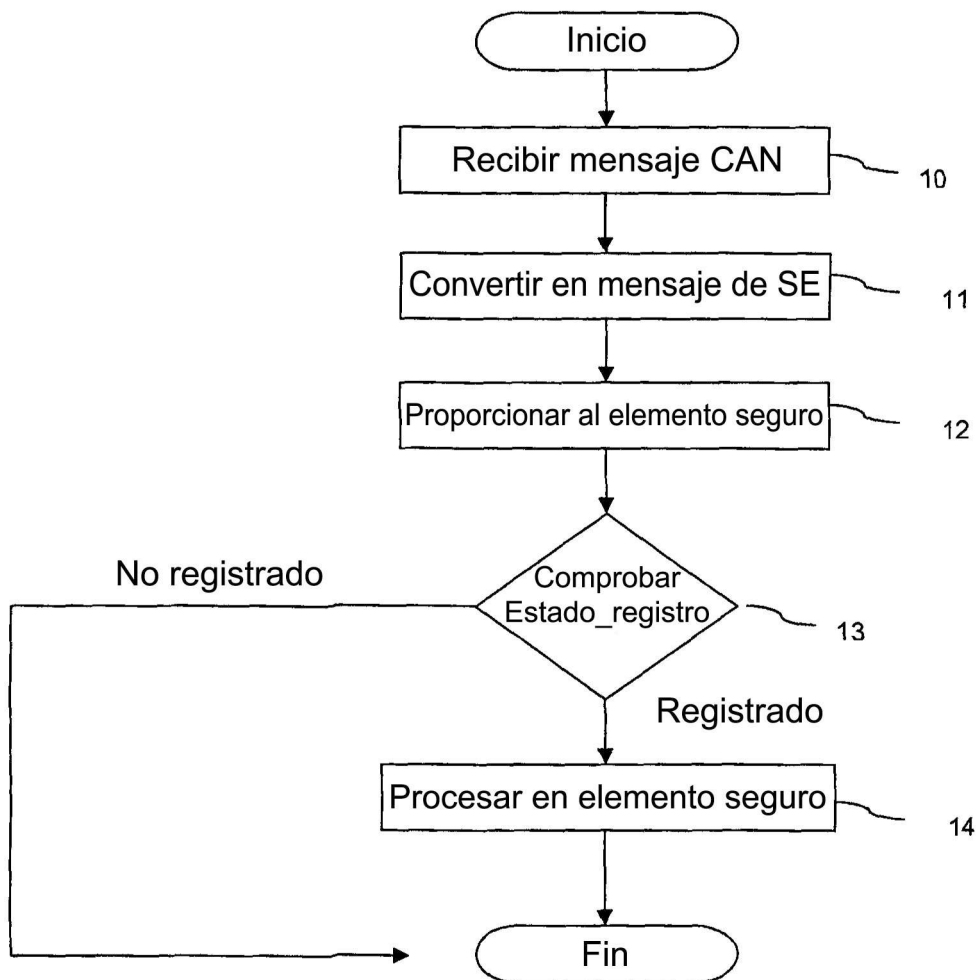 Inicio
Recibir mensaje CAN
10
Convertir en mensaje de SE
11
Proporcionar al elemento seguro
12
No registrado
Comprobar
Estado_registro
13
Registrado
Procesar en elemento seguro
14
Fin